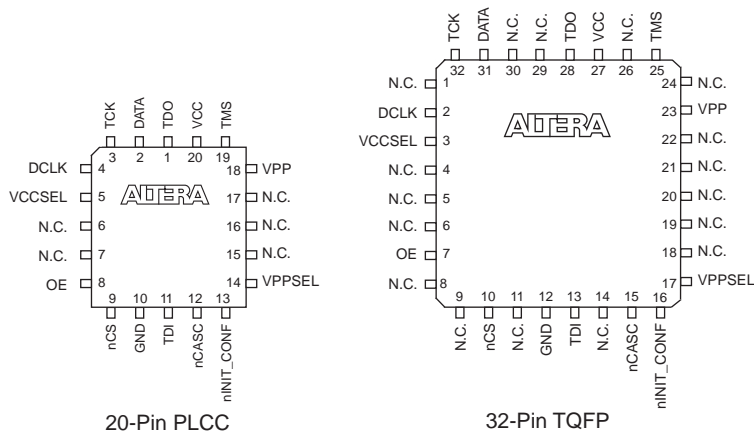 TCK
DATA
TDO
VCC
TMS
3
2
1
20
19
DCLK
4
18
VPP
VCCSEL
5
ALTERA
17
N.C.
N.C.
6
16
N.C.
N.C.
7
15
N.C.
OE
8
14
VPPSEL
9
10
11
12
13
nCS
GND
TDI
nCASC
nINIT_CONF
20-Pin PLCC
TCK
DATA
N.C.
N.C.
TDO
VCC
N.C.
TMS
32
31
30
29
28
27
26
25
N.C.
1
24
N.C.
DCLK
2
23
VPP
ALTERA
VCCSEL
3
22
N.C.
N.C.
4
21
N.C.
N.C.
5
20
N.C.
N.C.
6
19
N.C.
OE
7
18
N.C.
N.C.
8
17
VPPSEL
9
10
11
12
13
14
15
16
N.C.
nCS
N.C.
GND
TDI
N.C.
nCASC
nINIT_CONF
32-Pin TQFP